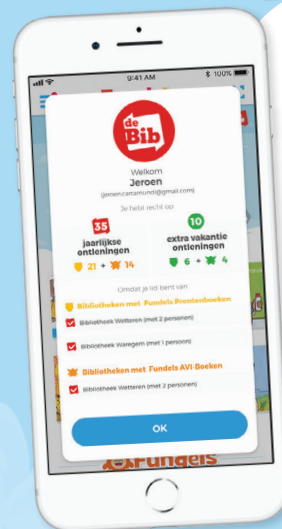 9:41 AM
100%
de
Bib
Welkom
Jeroen
(jeroen.cartamundi@gmail.com)
Je hebt recht op
35
jaarlijkse
ontleningen
21 + 14
10
extra vakantie
ontleningen
6 + 4
Omdat je lid bent van
Bibliotheken met Fundels Prentenboeken
Bibliotheek Wetteren (met 2 personen)
Bibliotheek Waregem (met 1 persoon)
Bibliotheken met Fundels AVI-Boeken
Bibliotheek Wetteren (met 2 personen)
OK
Fundels